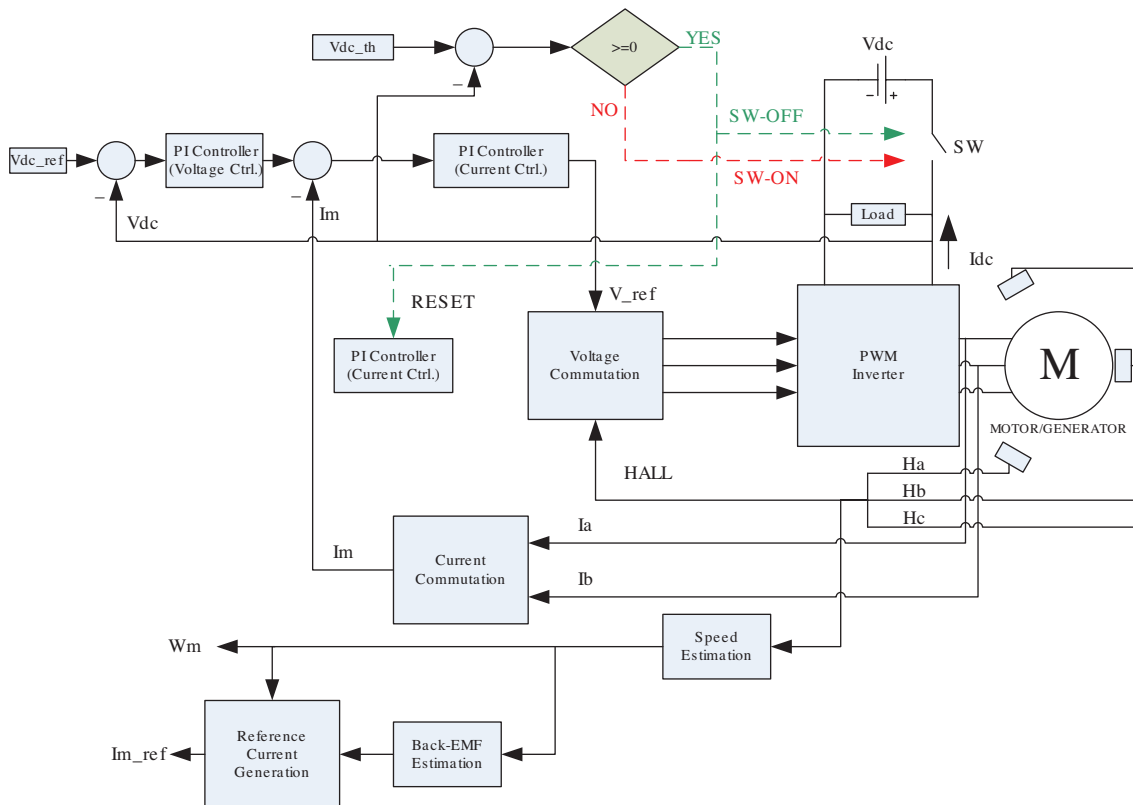 Vdc_th
>=0
YES
Vdc
- +
NO
SW-OFF
SW
SW-ON
Vdc_ref
PI Controller
(Voltage Ctrl.)
PI Controller
(Current Ctrl.)
–
–
–
Vdc
Im
Load
Idc
RESET
V_ref
PI Controller
(Current Ctrl.)
Voltage
Commutation
PWM
Inverter
M
MOTOR/GENERATOR
HALL
Ha
Hb
Hc
Im
Current
Commutation
Ia
Ib
Wm
Speed
Estimation
Im_ref
Reference
Current
Generation
Back-EMF
Estimation